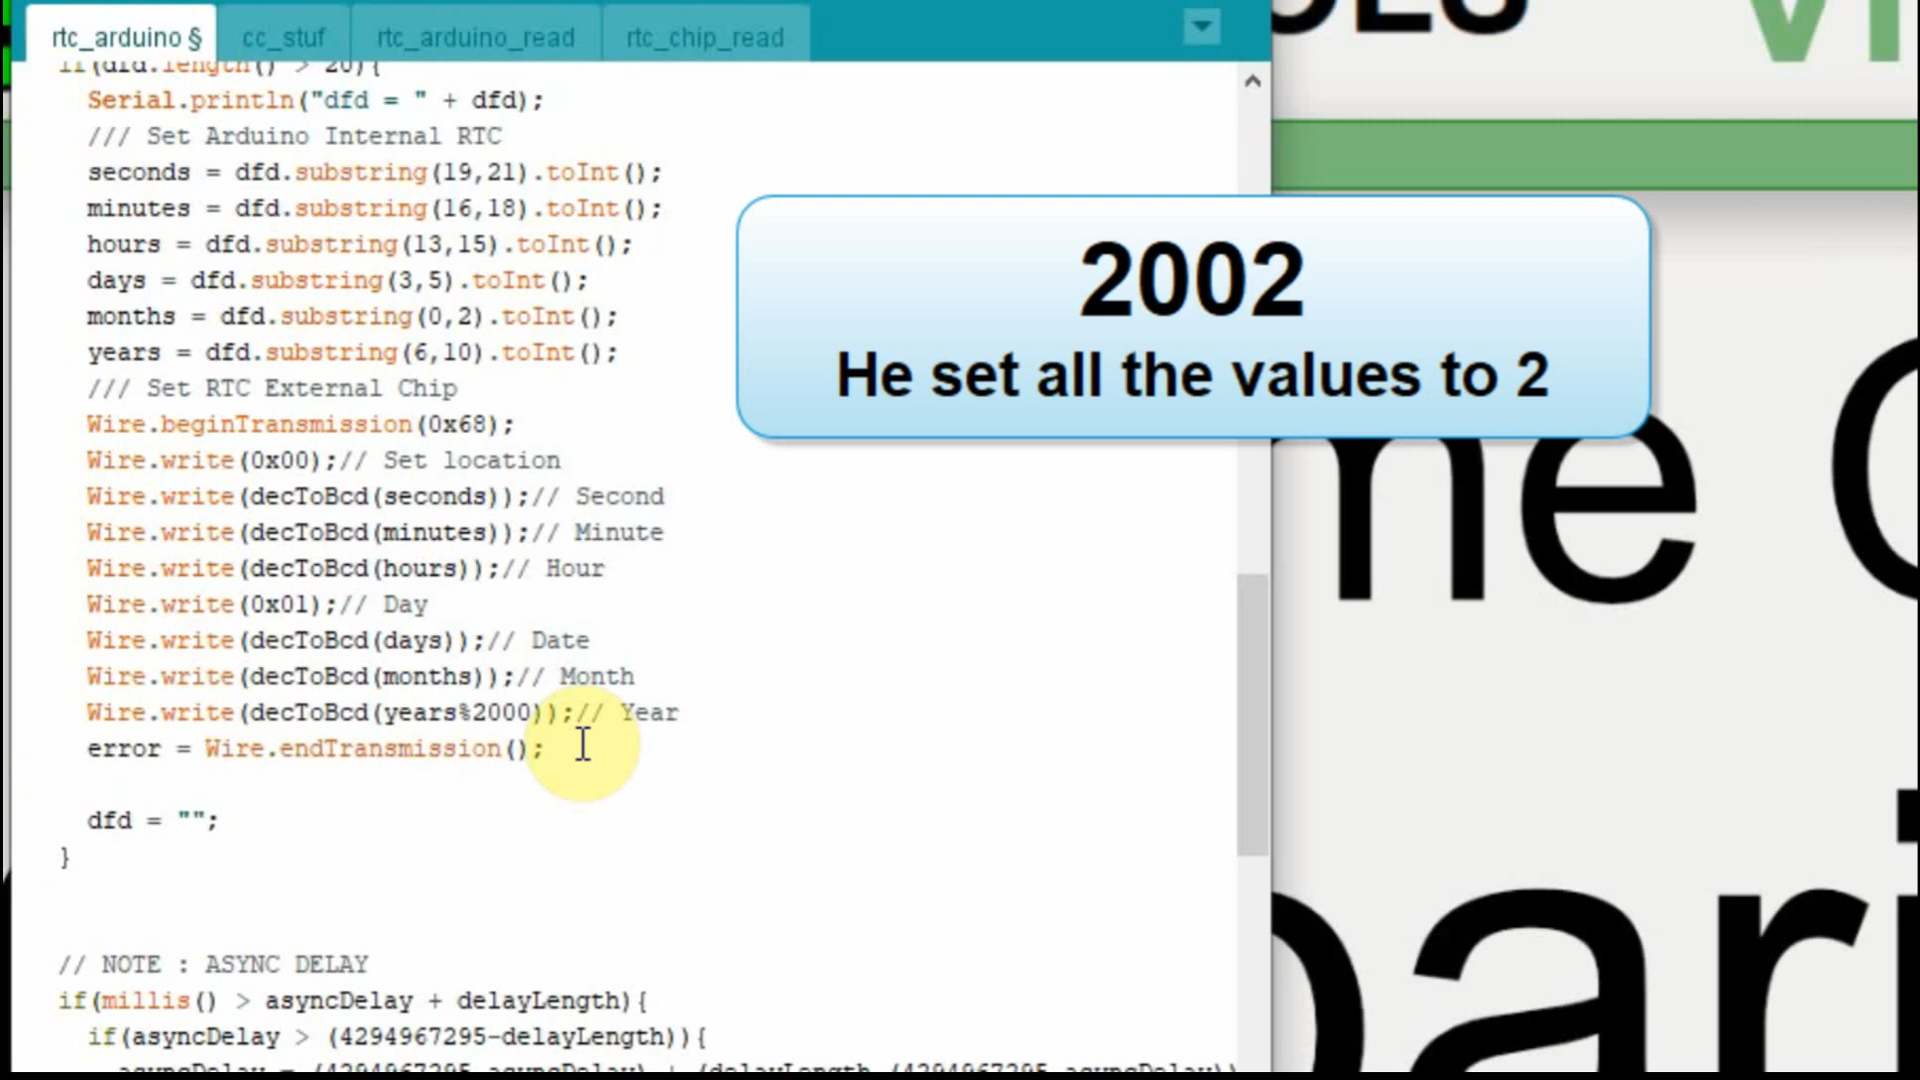 rtc_arduino §
cc_stuf
rtc_arduino_read
rtc_chip_read
if(dfd.length() > 20){
Serial.println("dfd = " + dfd);
/// Set Arduino Internal RTC
seconds = dfd.substring(19,21).toInt();
minutes = dfd.substring(16,18).toInt();
hours = dfd.substring(13,15).toInt();
days = dfd.substring(3,5).toInt();
months = dfd.substring(0,2).toInt();
years = dfd.substring(6,10).toInt();
/// Set RTC External Chip
Wire.beginTransmission(0x68);
Wire.write(0x00);// Set location
Wire.write(decToBcd(seconds));// Second
Wire.write(decToBcd(minutes));// Minute
Wire.write(decToBcd(hours));// Hour
Wire.write(0x01);// Day
Wire.write(decToBcd(days));// Date
Wire.write(decToBcd(months));// Month
Wire.write(decToBcd(years%2000));// Year
error = Wire.endTransmission();
dfd = "";
}
// NOTE : ASYNC DELAY
if(millis() > asyncDelay + delayLength){
if(asyncDelay > (4294967295-delayLength)){
2002
He set all the values to 2